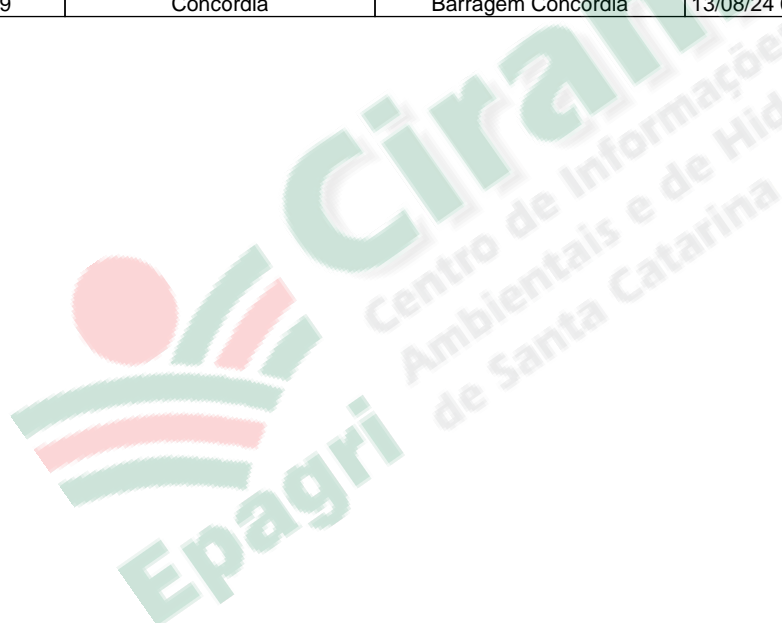 9 Concórdia Barragem Concórdia 13/08/24
Ciram
Centro de Informações
Ambientais e de Hid
de Santa Catarina
Epagri